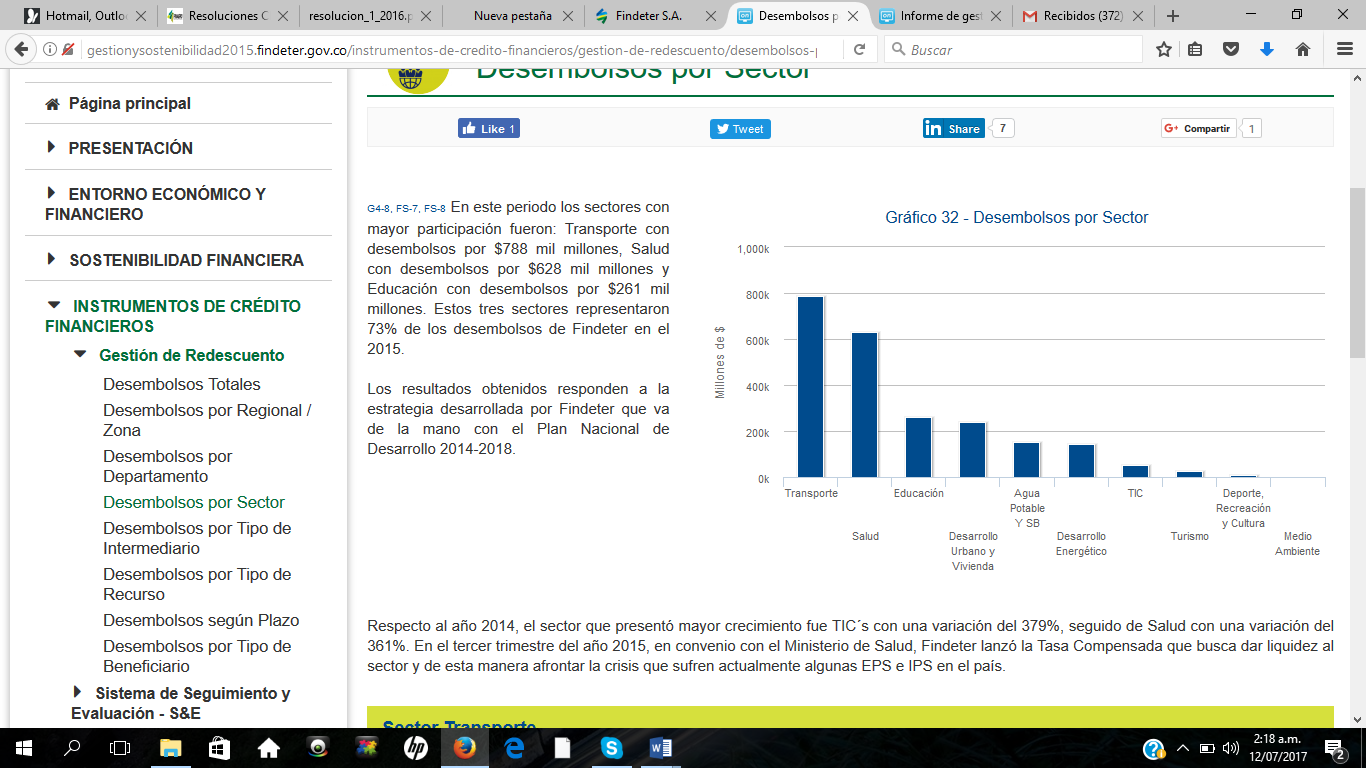 Hotmail, Outloo
Resoluciones C
resolucion_1_2016.p
Nueva pestaña
Findeter S.A.
Desembolsos p
Informe de gest
Recibidos (372)
gestionysostenibilidad2015.findeter.gov.co/instrumentos-de-credito-financieros/gestion-de-redescuento/desembolsos-p
Buscar
Desembolsos por Sector
Página principal
PRESENTACIÓN
ENTORNO ECONÓMICO Y
FINANCIERO
SOSTENIBILIDAD FINANCIERA
INSTRUMENTOS DE CRÉDITO
FINANCIEROS
Gestión de Redescuento
Desembolsos Totales
Desembolsos por Regional /
Zona
Desembolsos por
Departamento
Desembolsos por Sector
Desembolsos por Tipo de
Intermediario
Desembolsos por Tipo de
Recurso
Desembolsos según Plazo
Desembolsos por Tipo de
Beneficiario
Sistema de Seguimiento y
Evaluación - S&E
Like 1
Tweet
in Share 7
G+ Compartir 1
G4-8, FS-7, FS-8 En este periodo los sectores con
mayor participación fueron: Transporte con
desembolsos por $788 mil millones, Salud
con desembolsos por $628 mil millones y
Educación con desembolsos por $261 mil
millones. Estos tres sectores representaron
73% de los desembolsos de Findeter en el
2015.
Los resultados obtenidos responden a la
estrategia desarrollada por Findeter que va
de la mano con el Plan Nacional de
Desarrollo 2014-2018.
Gráfico 32 - Desembolsos por Sector
Millones de $
1,000k
800k
600k
400k
200k
0k
Transporte
Salud
Educación
Desarrollo
Urbano y
Vivienda
Agua
Potable
Y SB
Desarrollo
Energético
TIC
Turismo
Deporte,
Recreación
y Cultura
Medio
Ambiente
Respecto al año 2014, el sector que presentó mayor crecimiento fue TIC´s con una variación del 379%, seguido de Salud con una variación del
361%. En el tercer trimestre del año 2015, en convenio con el Ministerio de Salud, Findeter lanzó la Tasa Compensada que busca dar liquidez al
sector y de esta manera afrontar la crisis que sufren actualmente algunas EPS e IPS en el país.
Sector Transporte
2:18 a.m.
12/07/2017
2